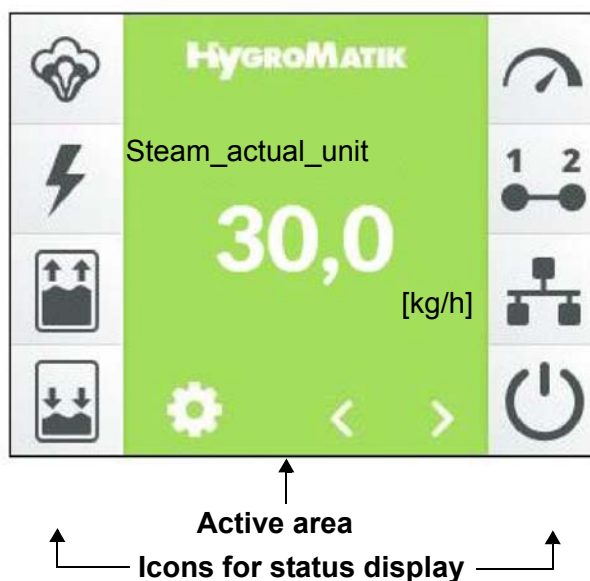 HYGROMATIK
Steam_actual_unit
1 2
30,0
[kg/h]
Active area
Icons for status display